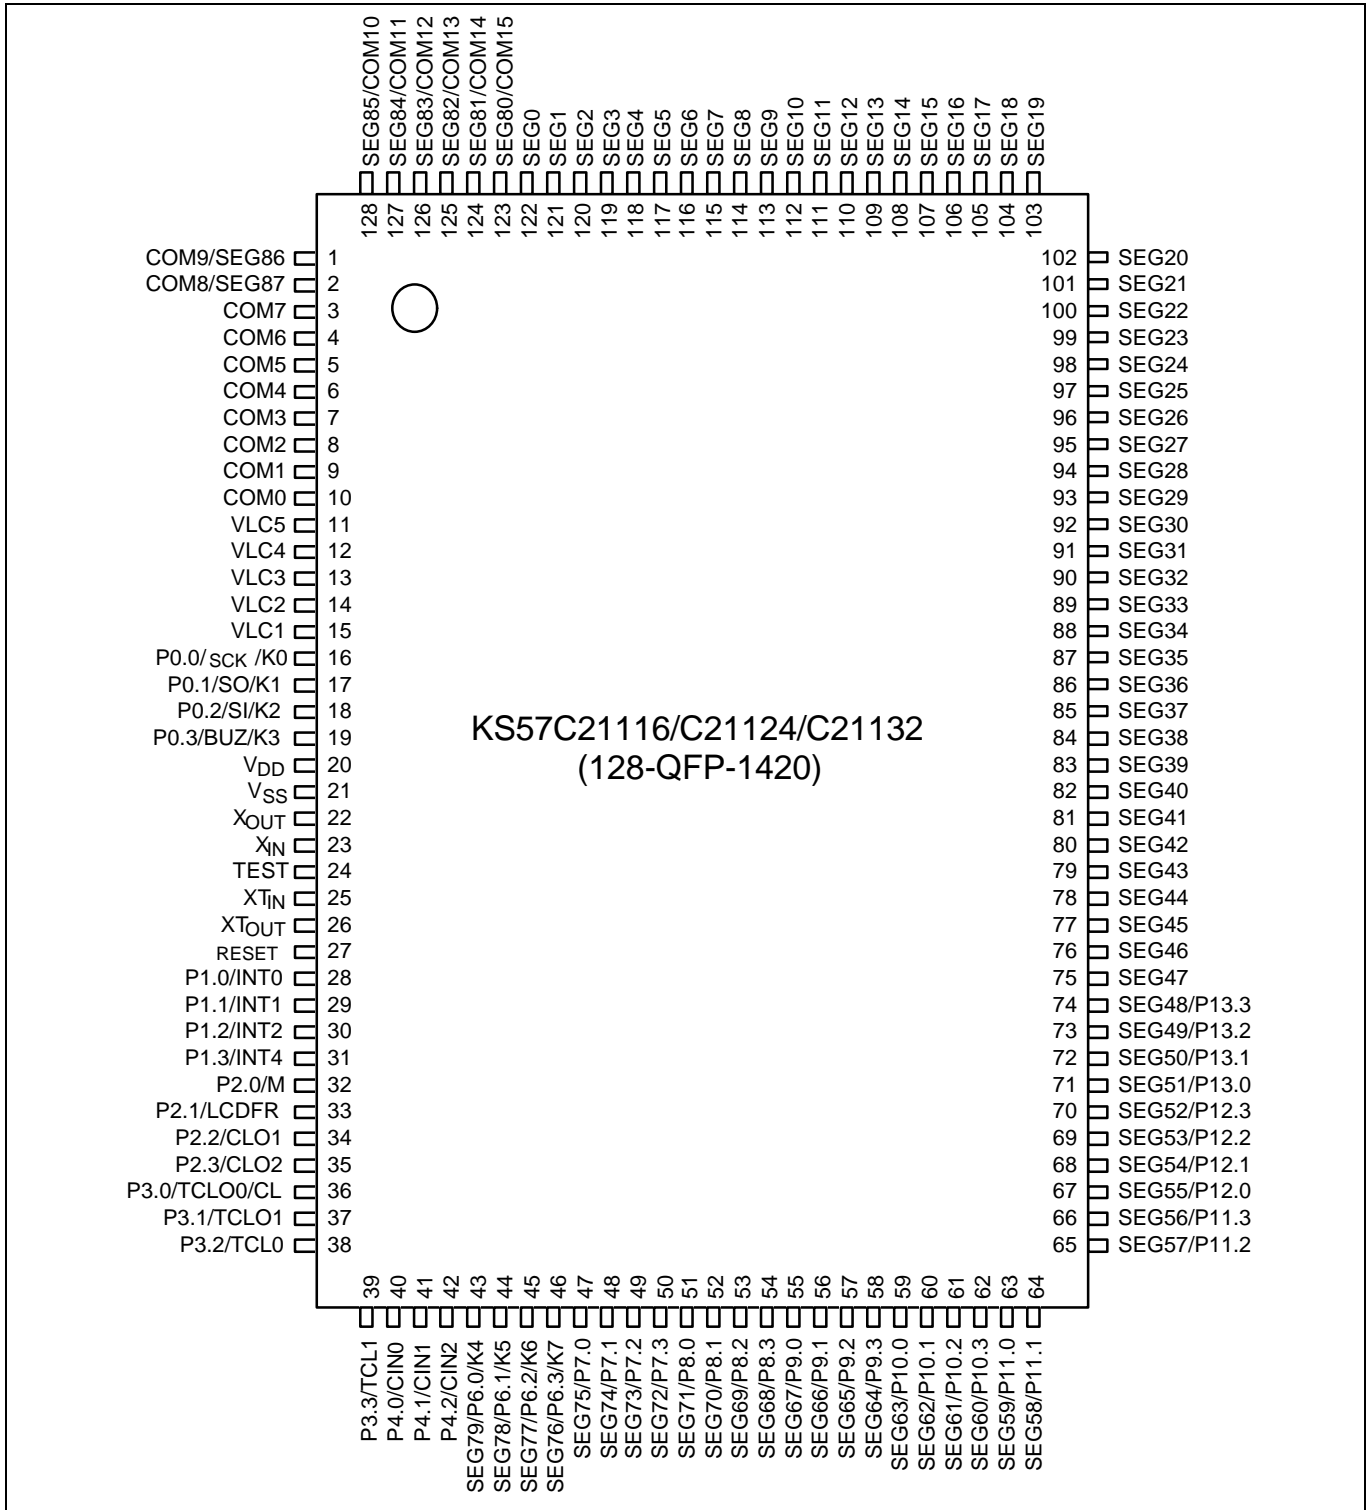 SEG85/COM10
SEG84/COM11
SEG83/COM12
SEG82/COM13
SEG81/COM14
SEG80/COM15
SEG0
SEG1
SEG2
SEG3
SEG4
SEG5
SEG6
SEG7
SEG8
SEG9
SEG10
SEG11
SEG12
SEG13
SEG14
SEG15
SEG16
SEG17
SEG18
SEG19
128
127
126
125
124
123
122
121
120
119
118
117
116
115
114
113
112
111
110
109
108
107
106
105
104
103
COM9/SEG86 1
COM8/SEG87 2
COM7 3
COM6 4
COM5 5
COM4 6
COM3 7
COM2 8
COM1 9
COM0 10
VLC5 11
VLC4 12
VLC3 13
VLC2 14
VLC1 15
P0.0/SCK /K0 16
P0.1/SO/K1 17
P0.2/SI/K2 18
P0.3/BUZ/K3 19
VDD 20
VSS 21
XOUT 22
XIN 23
TEST 24
XTIN 25
XTOUT 26
RESET 27
P1.0/INT0 28
P1.1/INT1 29
P1.2/INT2 30
P1.3/INT4 31
P2.0/M 32
P2.1/LCDFR 33
P2.2/CLO1 34
P2.3/CLO2 35
P3.0/TCLO0/CL 36
P3.1/TCLO1 37
P3.2/TCL0 38
KS57C21116/C21124/C21132
(128-QFP-1420)
102 SEG20
101 SEG21
100 SEG22
99 SEG23
98 SEG24
97 SEG25
96 SEG26
95 SEG27
94 SEG28
93 SEG29
92 SEG30
91 SEG31
90 SEG32
89 SEG33
88 SEG34
87 SEG35
86 SEG36
85 SEG37
84 SEG38
83 SEG39
82 SEG40
81 SEG41
80 SEG42
79 SEG43
78 SEG44
77 SEG45
76 SEG46
75 SEG47
74 SEG48/P13.3
73 SEG49/P13.2
72 SEG50/P13.1
71 SEG51/P13.0
70 SEG52/P12.3
69 SEG53/P12.2
68 SEG54/P12.1
67 SEG55/P12.0
66 SEG56/P11.3
65 SEG57/P11.2
39
40
41
42
43
44
45
46
47
48
49
50
51
52
53
54
55
56
57
58
59
60
61
62
63
64
P3.3/TCL1
P4.0/CIN0
P4.1/CIN1
P4.2/CIN2
SEG79/P6.0/K4
SEG78/P6.1/K5
SEG77/P6.2/K6
SEG76/P6.3/K7
SEG75/P7.0
SEG74/P7.1
SEG73/P7.2
SEG72/P7.3
SEG71/P8.0
SEG70/P8.1
SEG69/P8.2
SEG68/P8.3
SEG67/P9.0
SEG66/P9.1
SEG65/P9.2
SEG64/P9.3
SEG63/P10.0
SEG62/P10.1
SEG61/P10.2
SEG60/P10.3
SEG59/P11.0
SEG58/P11.1